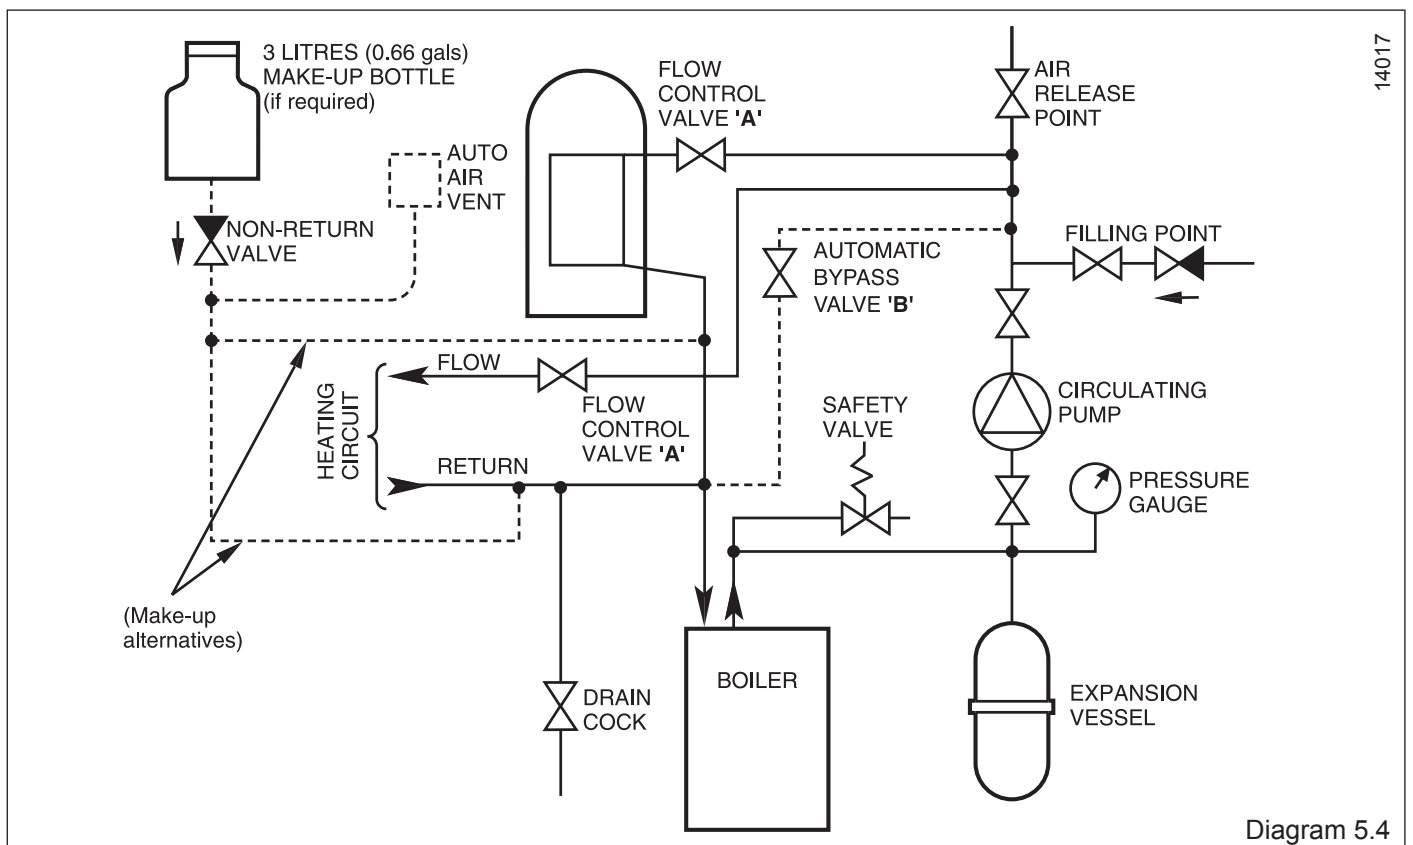 3 LITRES (0.66 gals)
MAKE-UP BOTTLE
(if required)
AUTO
AIR
VENT
NON-RETURN
VALVE
FLOW
CONTROL
VALVE 'A'
AIR
RELEASE
POINT
14017
FILLING POINT
AUTOMATIC
BYPASS
VALVE 'B'
FLOW
HEATING
CIRCUIT
FLOW
CONTROL
VALVE 'A'
RETURN
SAFETY
VALVE
CIRCULATING
PUMP
PRESSURE
GAUGE
(Make-up
alternatives)
DRAIN
COCK
BOILER
EXPANSION
VESSEL
Diagram 5.4